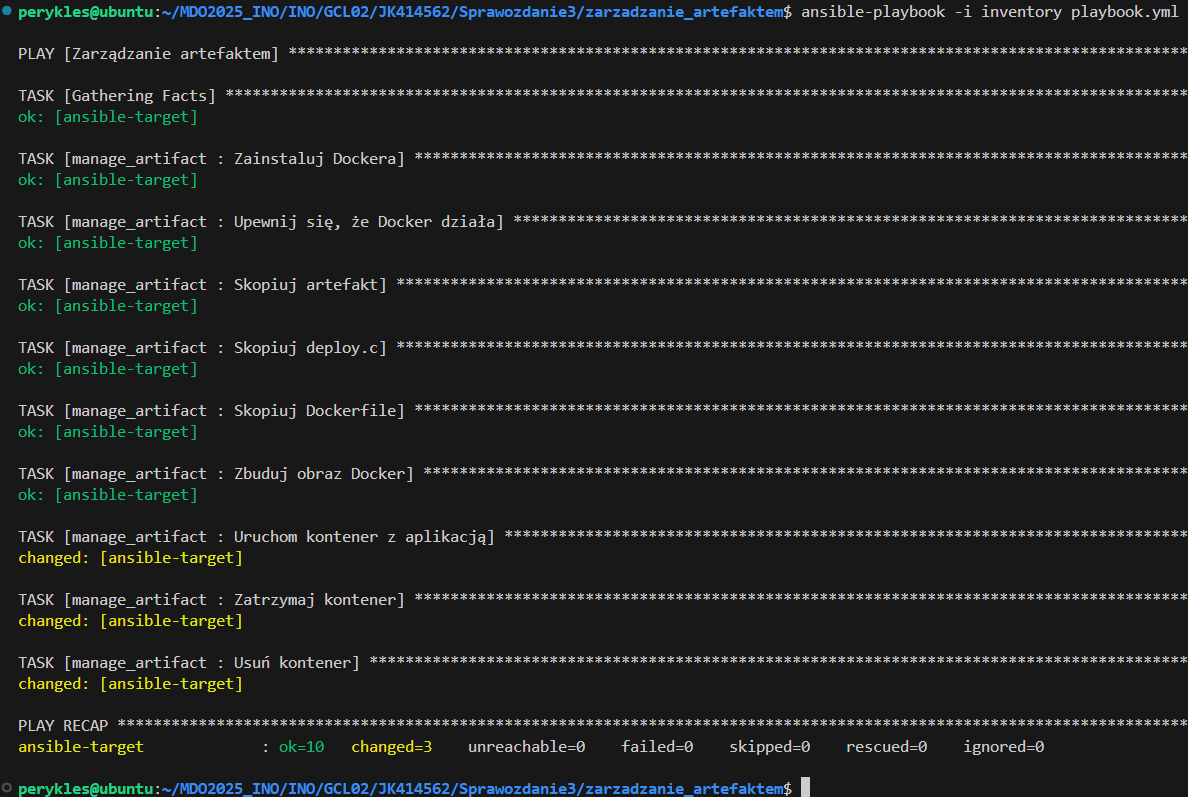 perykles@ubuntu:~/MDO2025_INO/INO/GCL02/JK414562/Sprawozdanie3/zarzadzanie_artefaktem$ ansible-playbook -i inventory playbook.yml
PLAY [Zarządzanie artefaktem] ****************************************************************************************************
TASK [Gathering Facts] ***********************************************************************************************************
ok: [ansible-target]
TASK [manage_artifact : Zainstaluj Dockera] **************************************************************************************
ok: [ansible-target]
TASK [manage_artifact : Upewnij się, że Docker działa] ***************************************************************************
ok: [ansible-target]
TASK [manage_artifact : Skopiuj artefakt] ****************************************************************************************
ok: [ansible-target]
TASK [manage_artifact : Skopiuj deploy.c] ****************************************************************************************
ok: [ansible-target]
TASK [manage_artifact : Skopiuj Dockerfile] **************************************************************************************
ok: [ansible-target]
TASK [manage_artifact : Zbuduj obraz Docker] *************************************************************************************
ok: [ansible-target]
TASK [manage_artifact : Uruchom kontener z aplikacją] ****************************************************************************
changed: [ansible-target]
TASK [manage_artifact : Zatrzymaj kontener] **************************************************************************************
changed: [ansible-target]
TASK [manage_artifact : Usuń kontener] *******************************************************************************************
changed: [ansible-target]
PLAY RECAP ***********************************************************************************************************************
ansible-target : ok=10 changed=3 unreachable=0 failed=0 skipped=0 rescued=0 ignored=0
perykles@ubuntu:~/MDO2025_INO/INO/GCL02/JK414562/Sprawozdanie3/zarzadzanie_artefaktem$